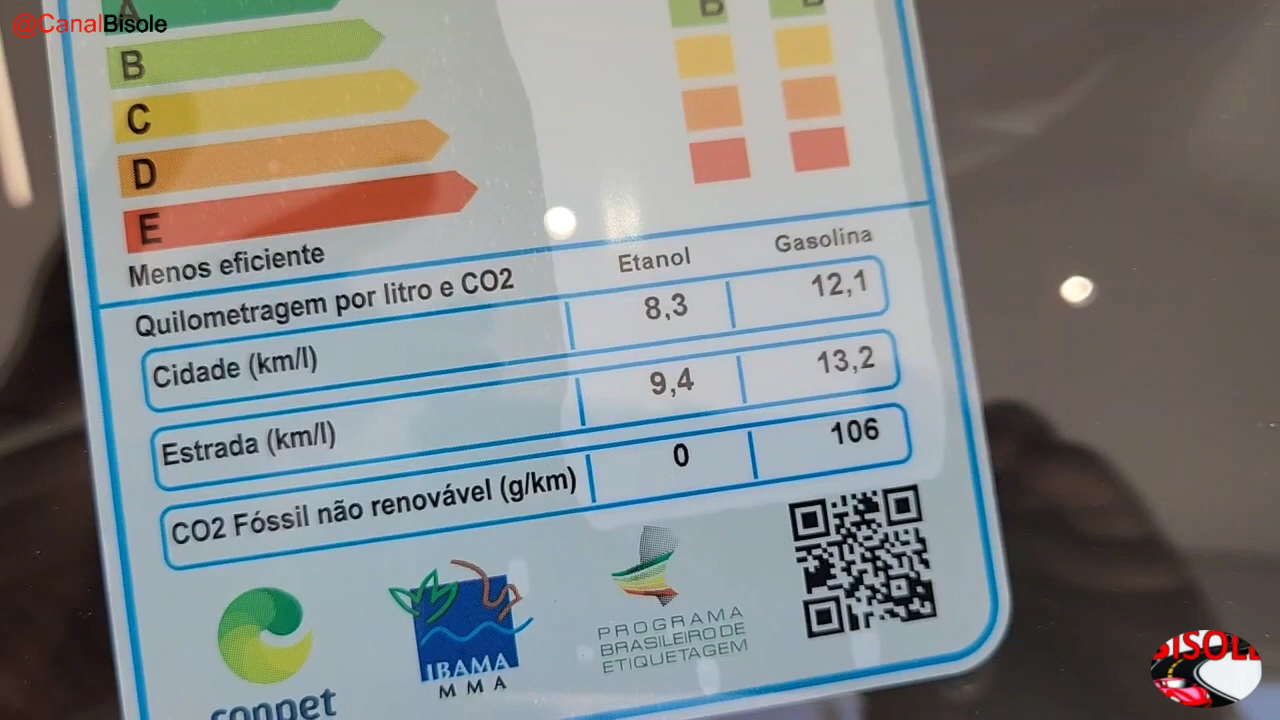 @CanalBisole
A
B
C
D
E
B
B
Menos eficiente
Etanol
Gasolina
Quilometragem por litro e CO2
Cidade (km/l)
8,3
12,1
Estrada (km/l)
9,4
13,2
CO2 Fóssil não renovável (g/km)
0
106
conpet
IBAMA
MMA
PROGRAMA
BRASILEIRO DE
ETIQUETAGEM
BISOLE